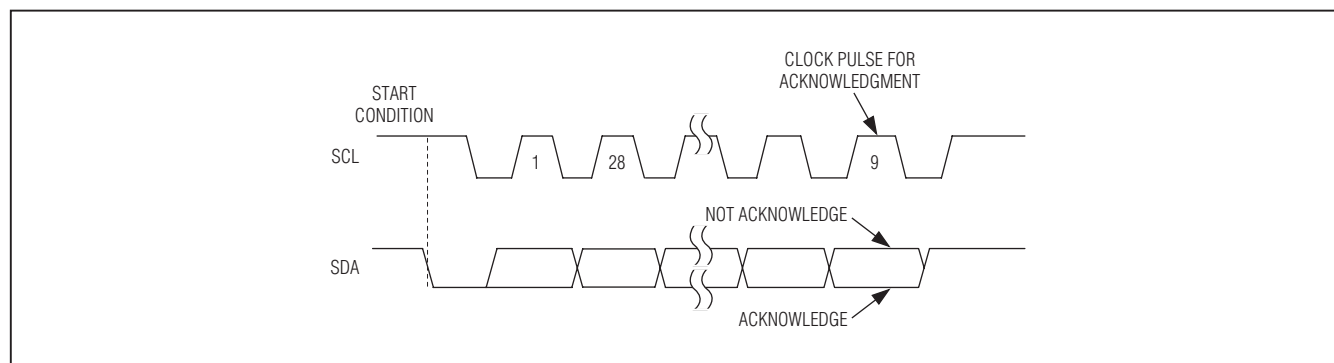 CLOCK PULSE FOR
ACKNOWLEDGMENT
START
CONDITION
SCL
1
28
9
NOT ACKNOWLEDGE
SDA
ACKNOWLEDGE